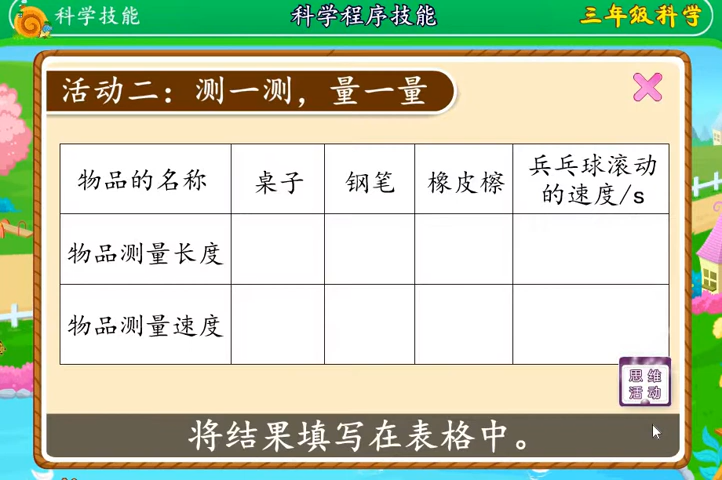 科学技能
科学程序技能
三年级科学
活动二：测一测，量一量
物品的名称
桌子
钢笔
橡皮檫
乒乓球滚动
的速度/s
物品测量长度
物品测量速度
思维
活动
将结果填写在表格中。